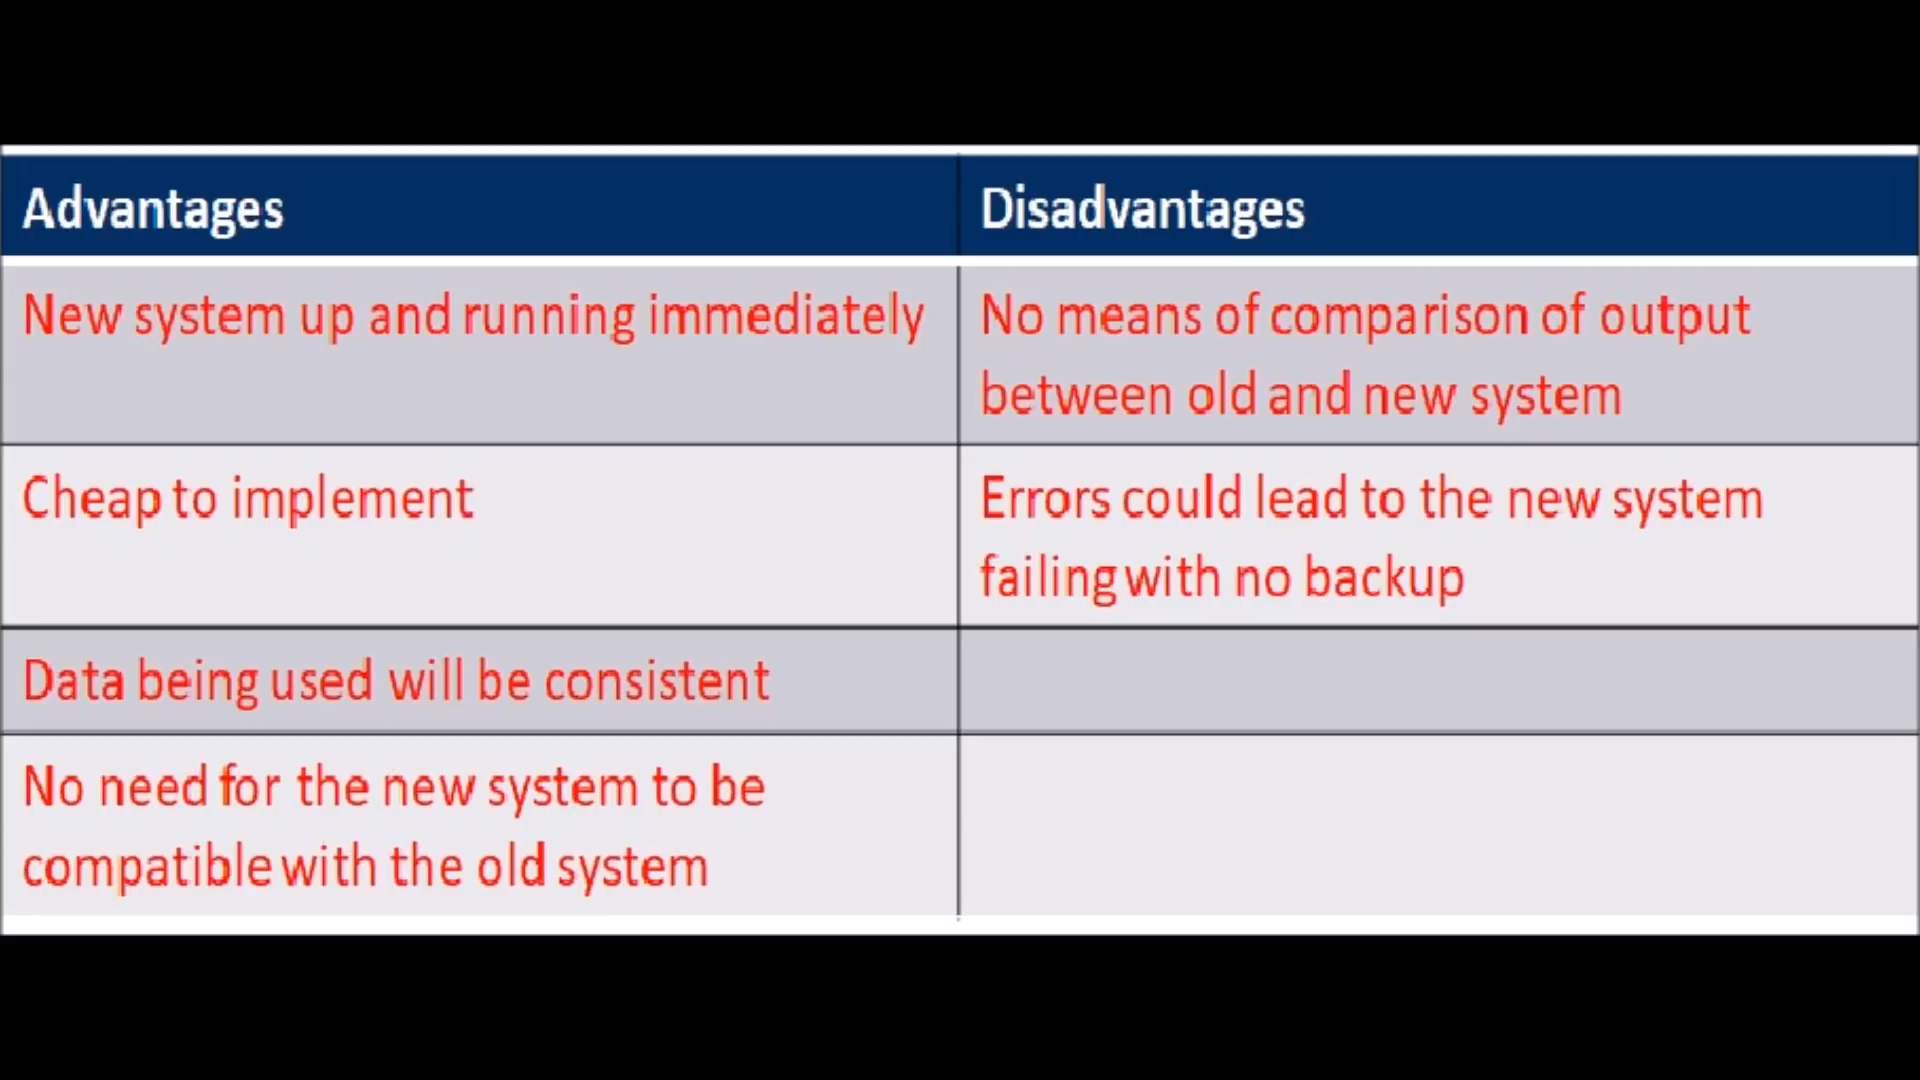 Advantages
Disadvantages
New system up and running immediately
No means of comparison of output
between old and new system
Cheap to implement
Errors could lead to the new system
failing with no backup
Data being used will be consistent
No need for the new system to be
compatible with the old system